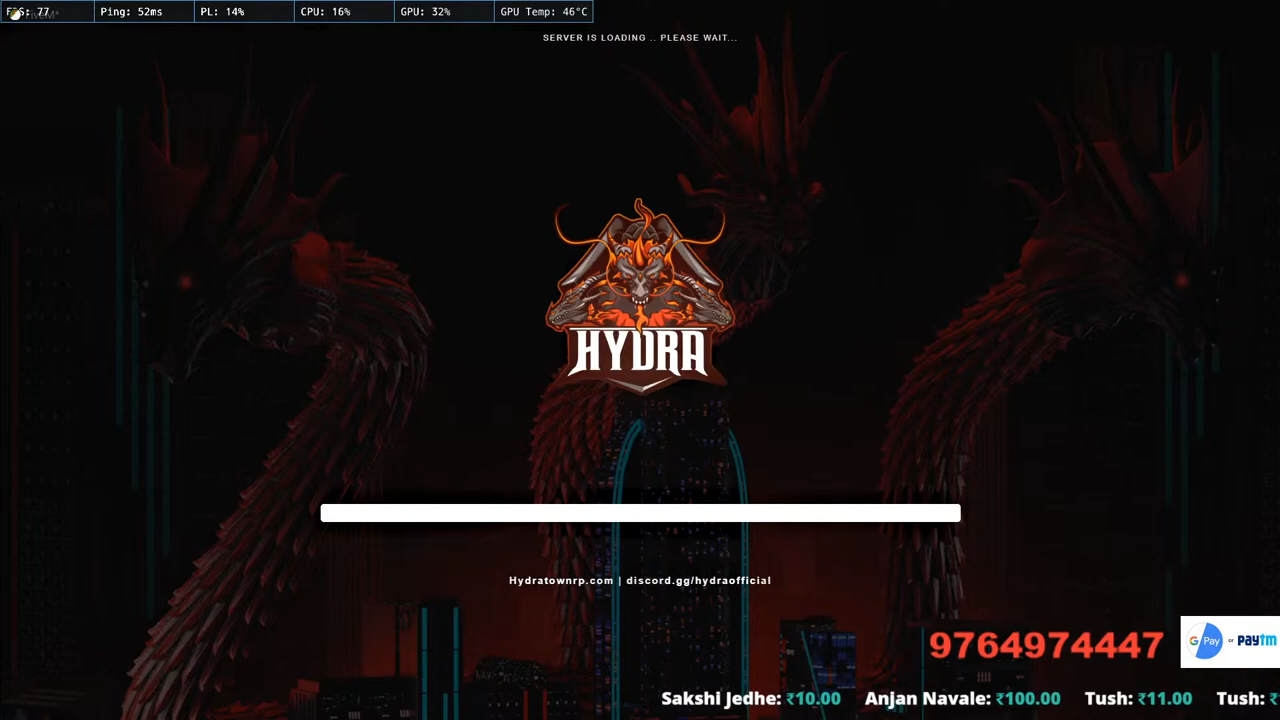 FPS: 77 Ping: 52ms PL: 14% CPU: 16% GPU: 32% GPU Temp: 46°C
SERVER IS LOADING .. PLEASE WAIT...
HYDRA
Hydratownrp.com | discord.gg/hydraofficial
9764974447 G Pay or paytm
Sakshi Jedhe: ₹10.00 Anjan Navale: ₹100.00 Tush: ₹11.00 Tush: ₹